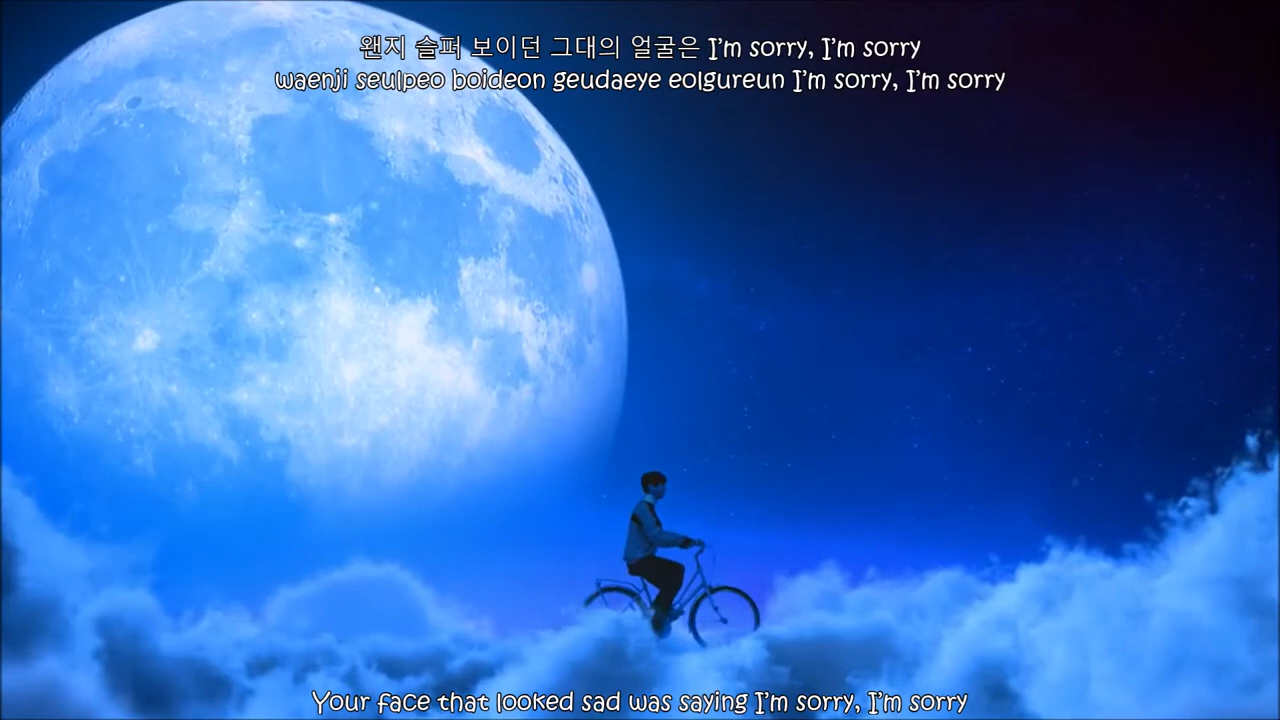 왠지 슬퍼 보이던 그대의 얼굴은 I'm sorry, I'm sorry
waenji seulpeo boideon geudaeye eolgureun I'm sorry, I'm sorry
Your face that looked sad was saying I'm sorry, I'm sorry